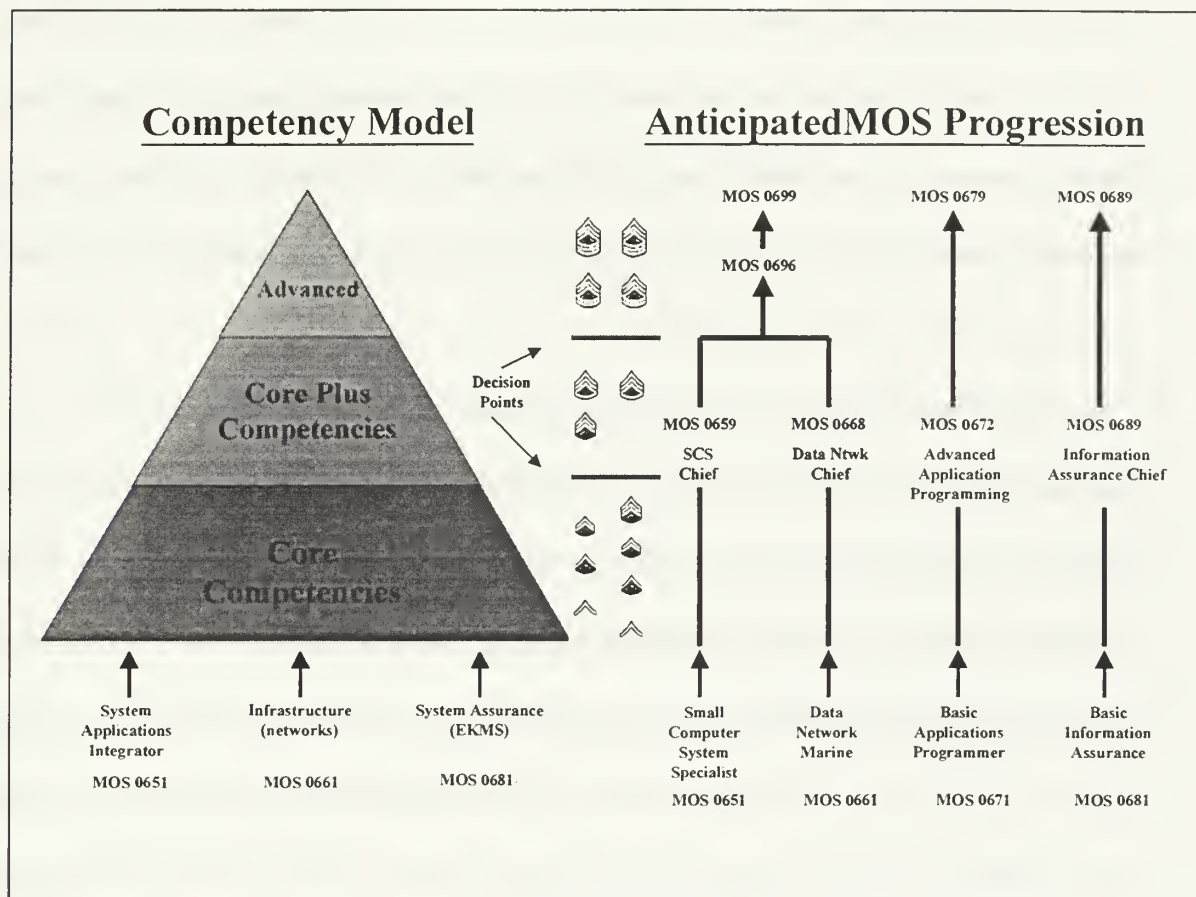 Competency Model
AnticipatedMOS Progression
Advanced
Core Plus
Competencies
Core
Competencies
System
Applications
Integrator
MOS 0651
Infrastructure
(networks)
MOS 0661
System Assurance
(EKMS)
MOS 0681
Decision
Points
MOS 0699
MOS 0696
MOS 0679
MOS 0689
MOS 0659
SCS
Chief
MOS 0668
Data Ntwk
Chief
MOS 0672
Advanced
Application
Programming
MOS 0689
Information
Assurance Chief
Small
Computer
System
Specialist
MOS 0651
Data
Network
Marine
MOS 0661
Basic
Applications
Programmer
MOS 0671
Basic
Information
Assurance
MOS 0681